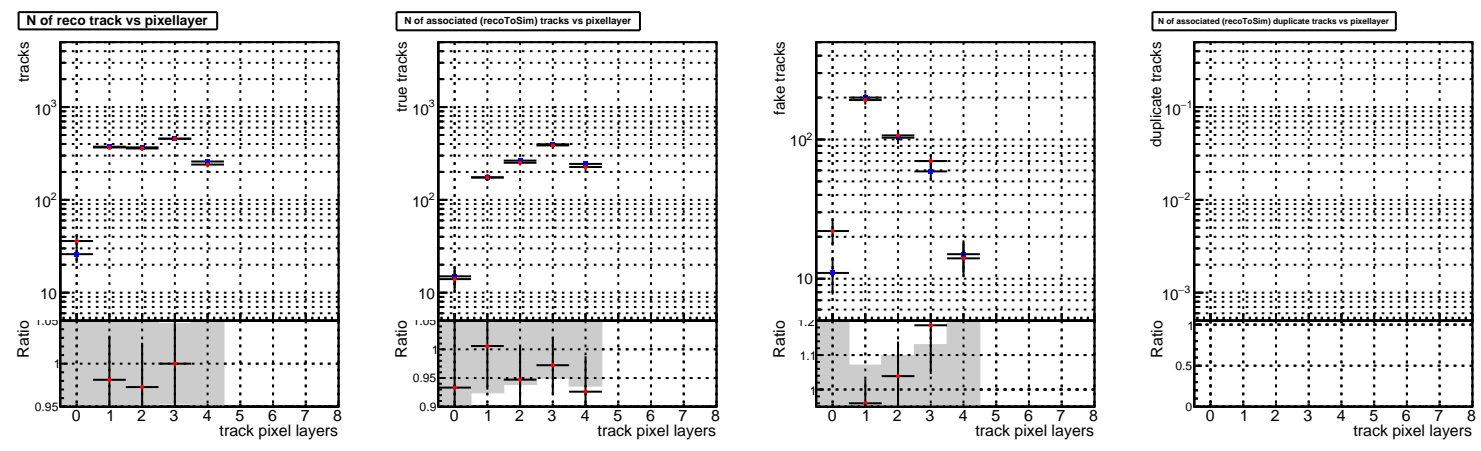 N of reco track vs pixellayer
tracks
10³
10²
10
Ratio
1.05
1
0.95
0 1 2 3 4 5 6 7 8
track pixel layers
N of associated (recoToSim) tracks vs pixellayer
true tracks
10³
10²
10
Ratio
1.05
1
0.95
0.9
0 1 2 3 4 5 6 7 8
track pixel layers
fake tracks
10²
10
Ratio
1.2
1.1
1
0 1 2 3 4 5 6 7 8
track pixel layers
N of associated (recoToSim) duplicate tracks vs pixellayer
duplicate tracks
10⁻¹
10⁻²
10⁻³
Ratio
1
0.5
0
0 1 2 3 4 5 6 7 8
track pixel layers